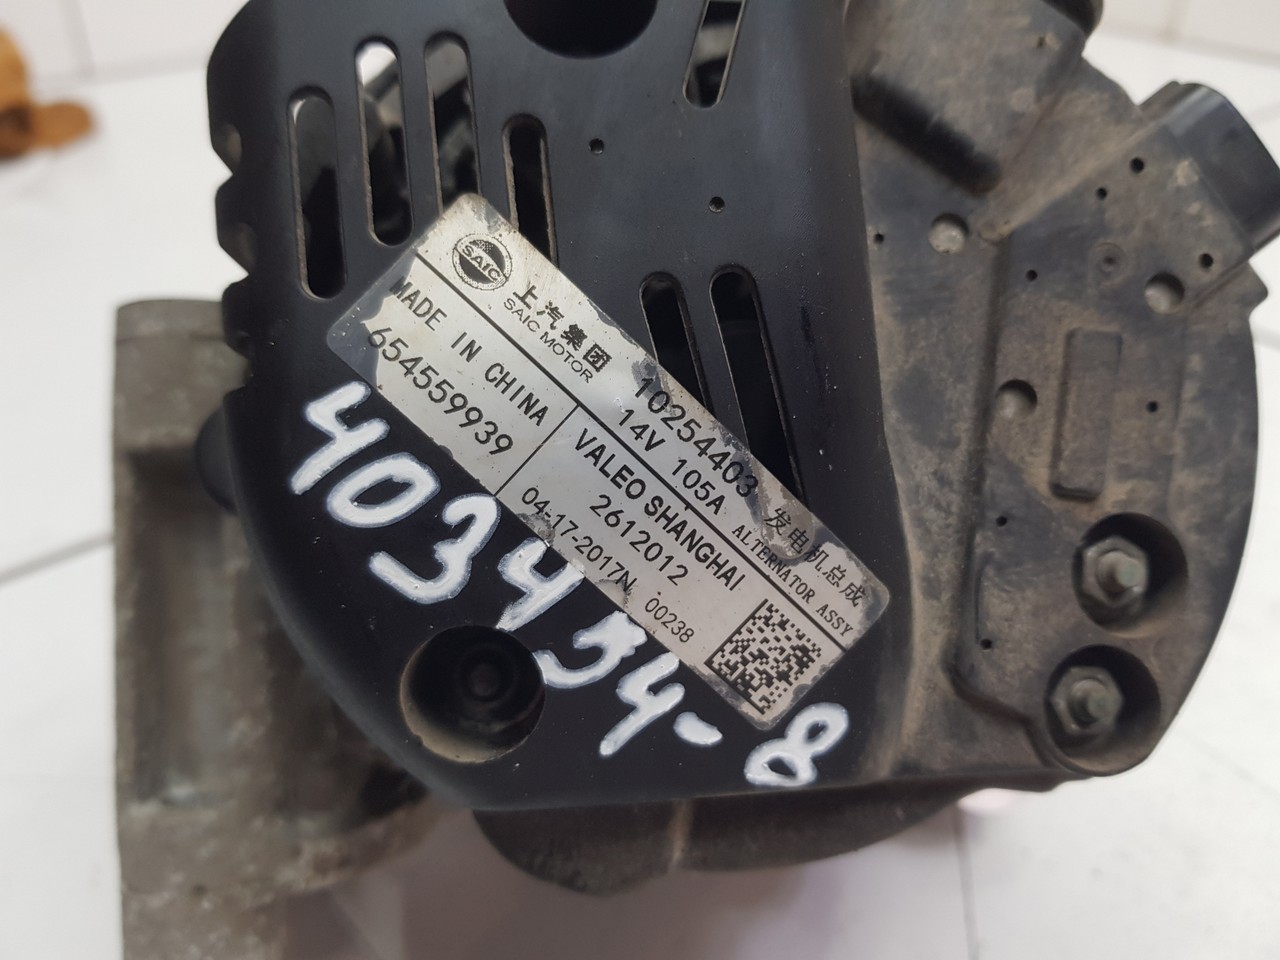 SAIC
上汽集团
SAIC MOTOR
10254403
发电机总成
14V 105A
ALTERNATOR ASSY
MADE IN CHINA
654559939
VALEO SHANGHAI
2612012
04-17-2017N 00238
403434-8